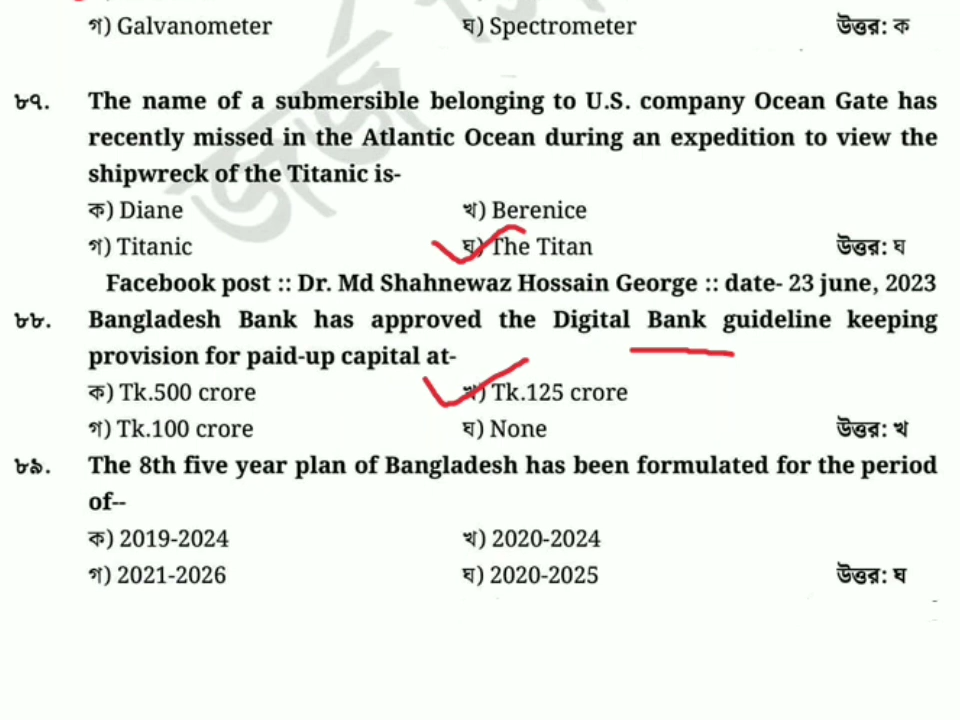 গ) Galvanometer ঘ) Spectrometer উত্তর: ক
৮৭. The name of a submersible belonging to U.S. company Ocean Gate has
recently missed in the Atlantic Ocean during an expedition to view the
shipwreck of the Titanic is-
ক) Diane খ) Berenice
গ) Titanic ঘ) The Titan উত্তর: ঘ
Facebook post :: Dr. Md Shahnewaz Hossain George :: date- 23 june, 2023
৮৮. Bangladesh Bank has approved the Digital Bank guideline keeping
provision for paid-up capital at-
ক) Tk.500 crore খ) Tk.125 crore
গ) Tk.100 crore ঘ) None উত্তর: খ
৮৯. The 8th five year plan of Bangladesh has been formulated for the period
of--
ক) 2019-2024 খ) 2020-2024
গ) 2021-2026 ঘ) 2020-2025 উত্তর: ঘ